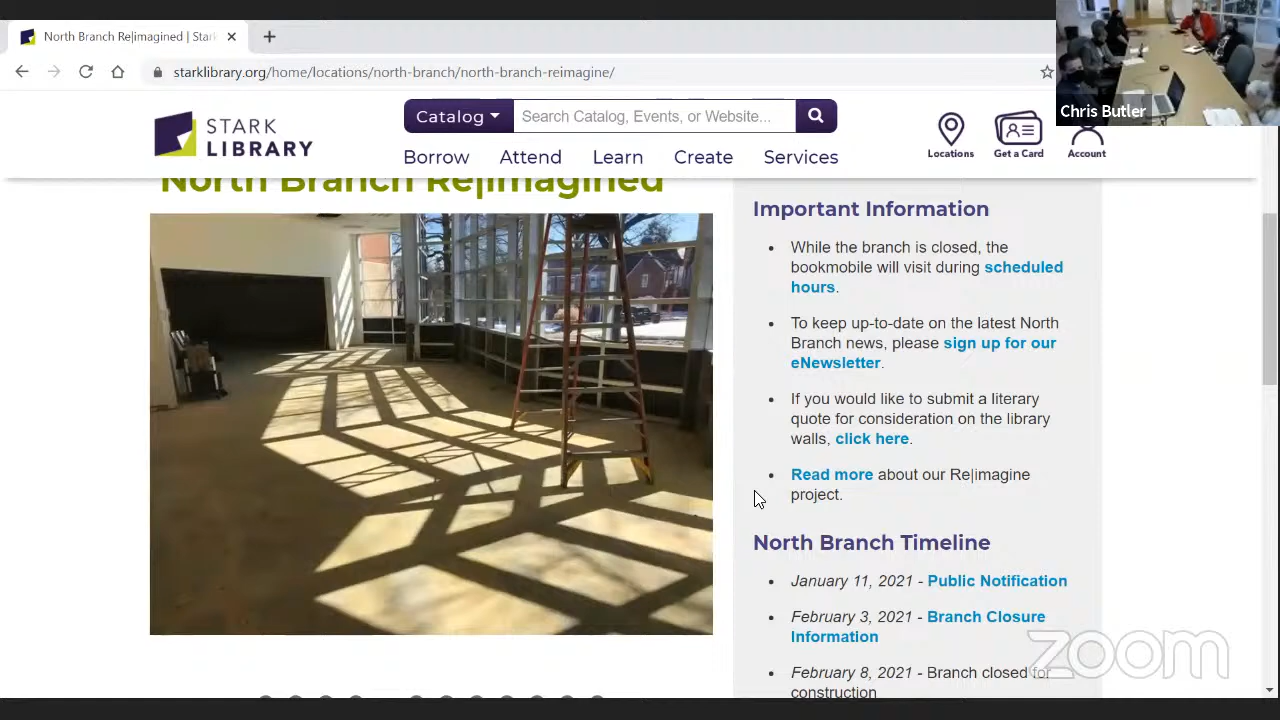 North Branch Re|imagined | Star
starklibrary.org/home/locations/north-branch/north-branch-reimagine/
Chris Butler
STARK
LIBRARY
Catalog
Search Catalog, Events, or Website...
Borrow
Attend
Learn
Create
Services
Locations
Get a Card
Account
North Branch Re|imagined
Important Information
While the branch is closed, the
bookmobile will visit during scheduled
hours.
To keep up-to-date on the latest North
Branch news, please sign up for our
eNewsletter.
If you would like to submit a literary
quote for consideration on the library
walls, click here.
Read more about our Re|imagine
project.
North Branch Timeline
January 11, 2021 - Public Notification
February 3, 2021 - Branch Closure
Information
February 8, 2021 - Branch closed for
construction
zoom